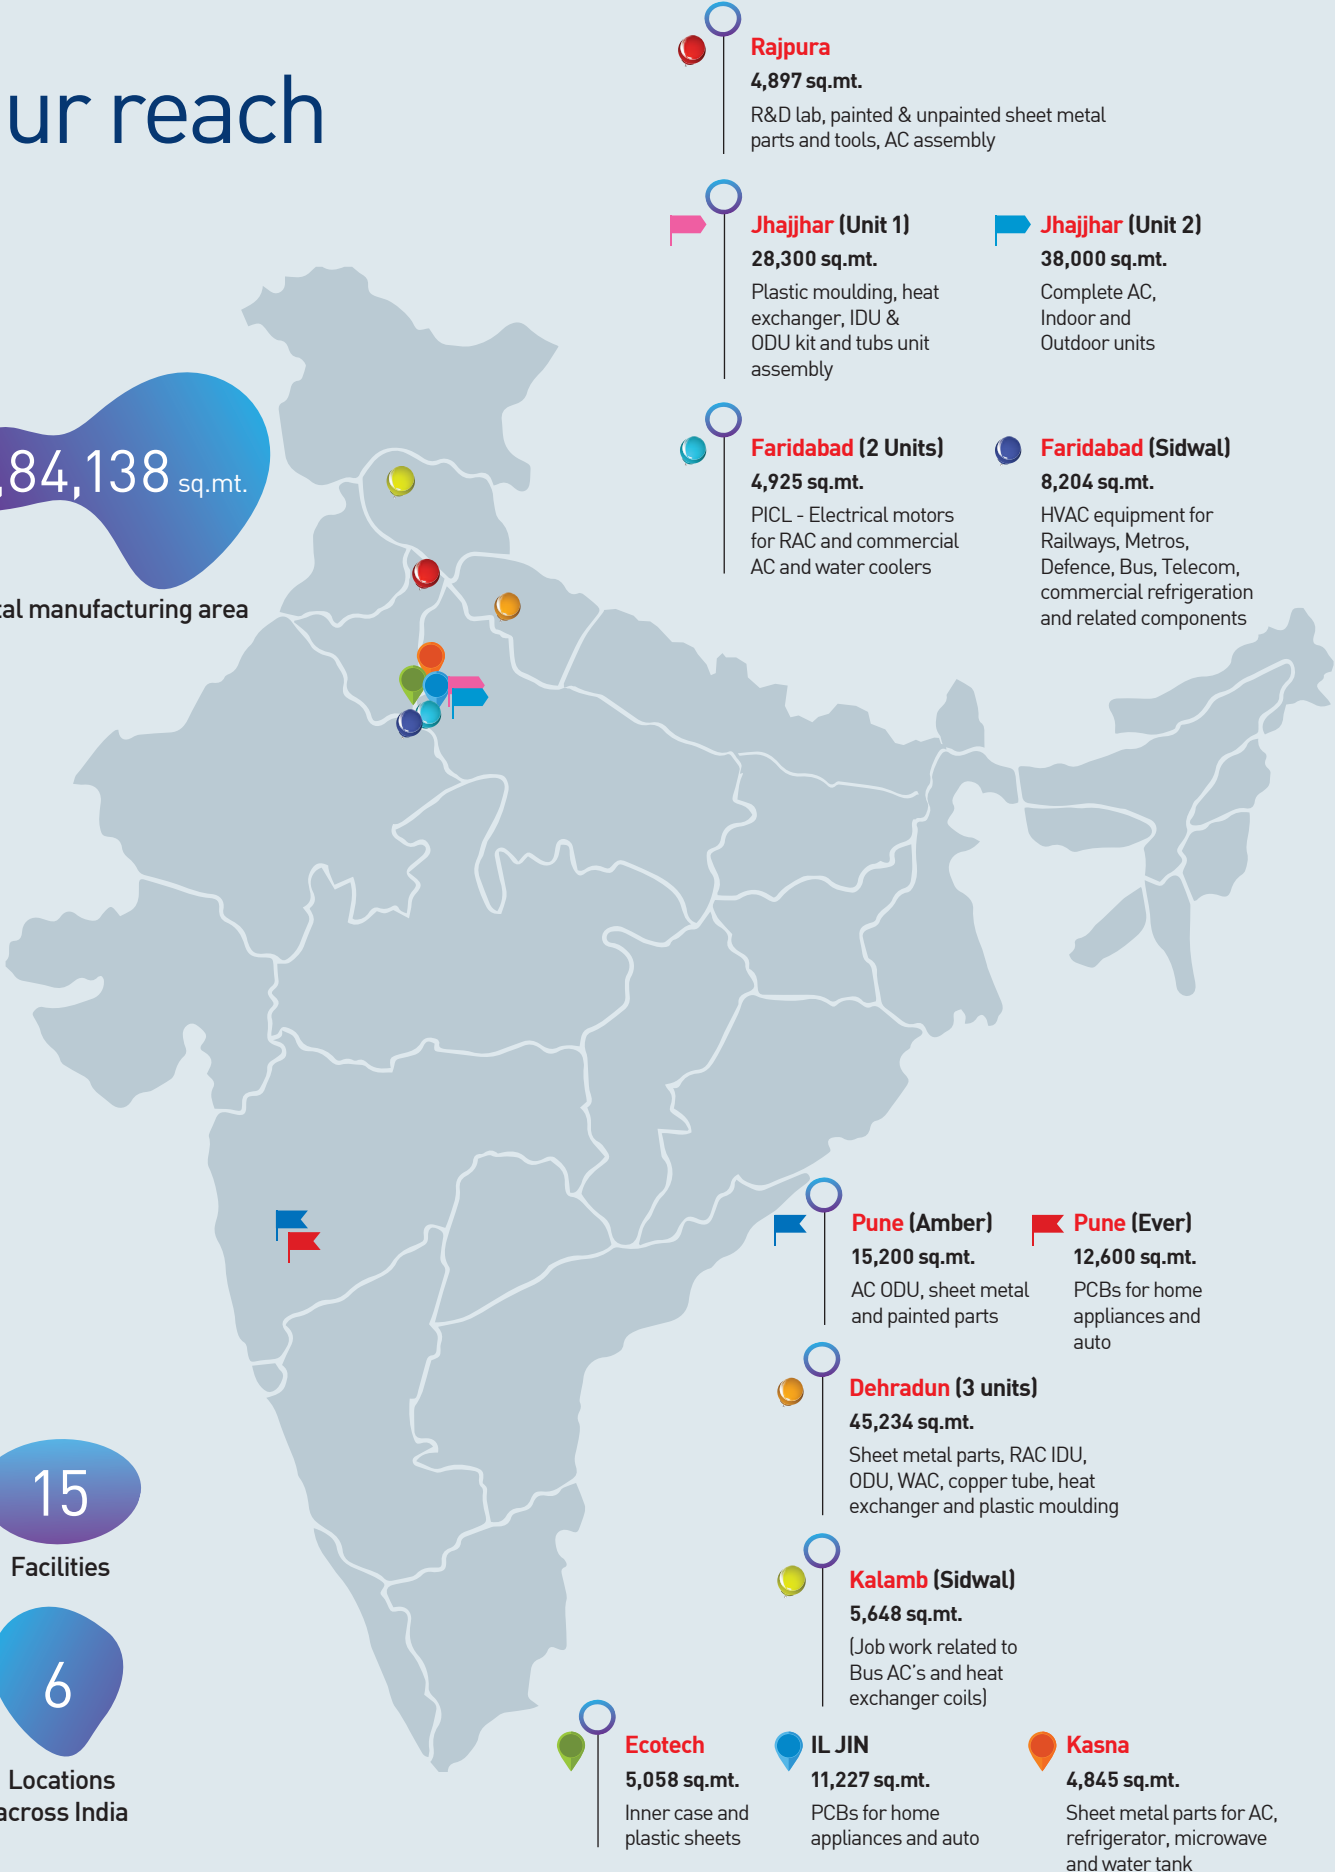 ur reach
Rajpura
4,897 sq.mt.
R&D lab, painted & unpainted sheet metal
parts and tools, AC assembly
Jhajjhar (Unit 1)
28,300 sq.mt.
Plastic moulding, heat
exchanger, IDU &
ODU kit and tubs unit
assembly
Jhajjhar (Unit 2)
38,000 sq.mt.
Complete AC,
Indoor and
Outdoor units
,84,138 sq.mt.
tal manufacturing area
Faridabad (2 Units)
4,925 sq.mt.
PICL - Electrical motors
for RAC and commercial
AC and water coolers
Faridabad (Sidwal)
8,204 sq.mt.
HVAC equipment for
Railways, Metros,
Defence, Bus, Telecom,
commercial refrigeration
and related components
Pune (Amber)
15,200 sq.mt.
AC ODU, sheet metal
and painted parts
Pune (Ever)
12,600 sq.mt.
PCBs for home
appliances and
auto
Dehradun (3 units)
45,234 sq.mt.
Sheet metal parts, RAC IDU,
ODU, WAC, copper tube, heat
exchanger and plastic moulding
15
Facilities
Kalamb (Sidwal)
5,648 sq.mt.
(Job work related to
Bus AC's and heat
exchanger coils)
6
Locations
across India
Ecotech
5,058 sq.mt.
Inner case and
plastic sheets
IL JIN
11,227 sq.mt.
PCBs for home
appliances and auto
Kasna
4,845 sq.mt.
Sheet metal parts for AC,
refrigerator, microwave
and water tank